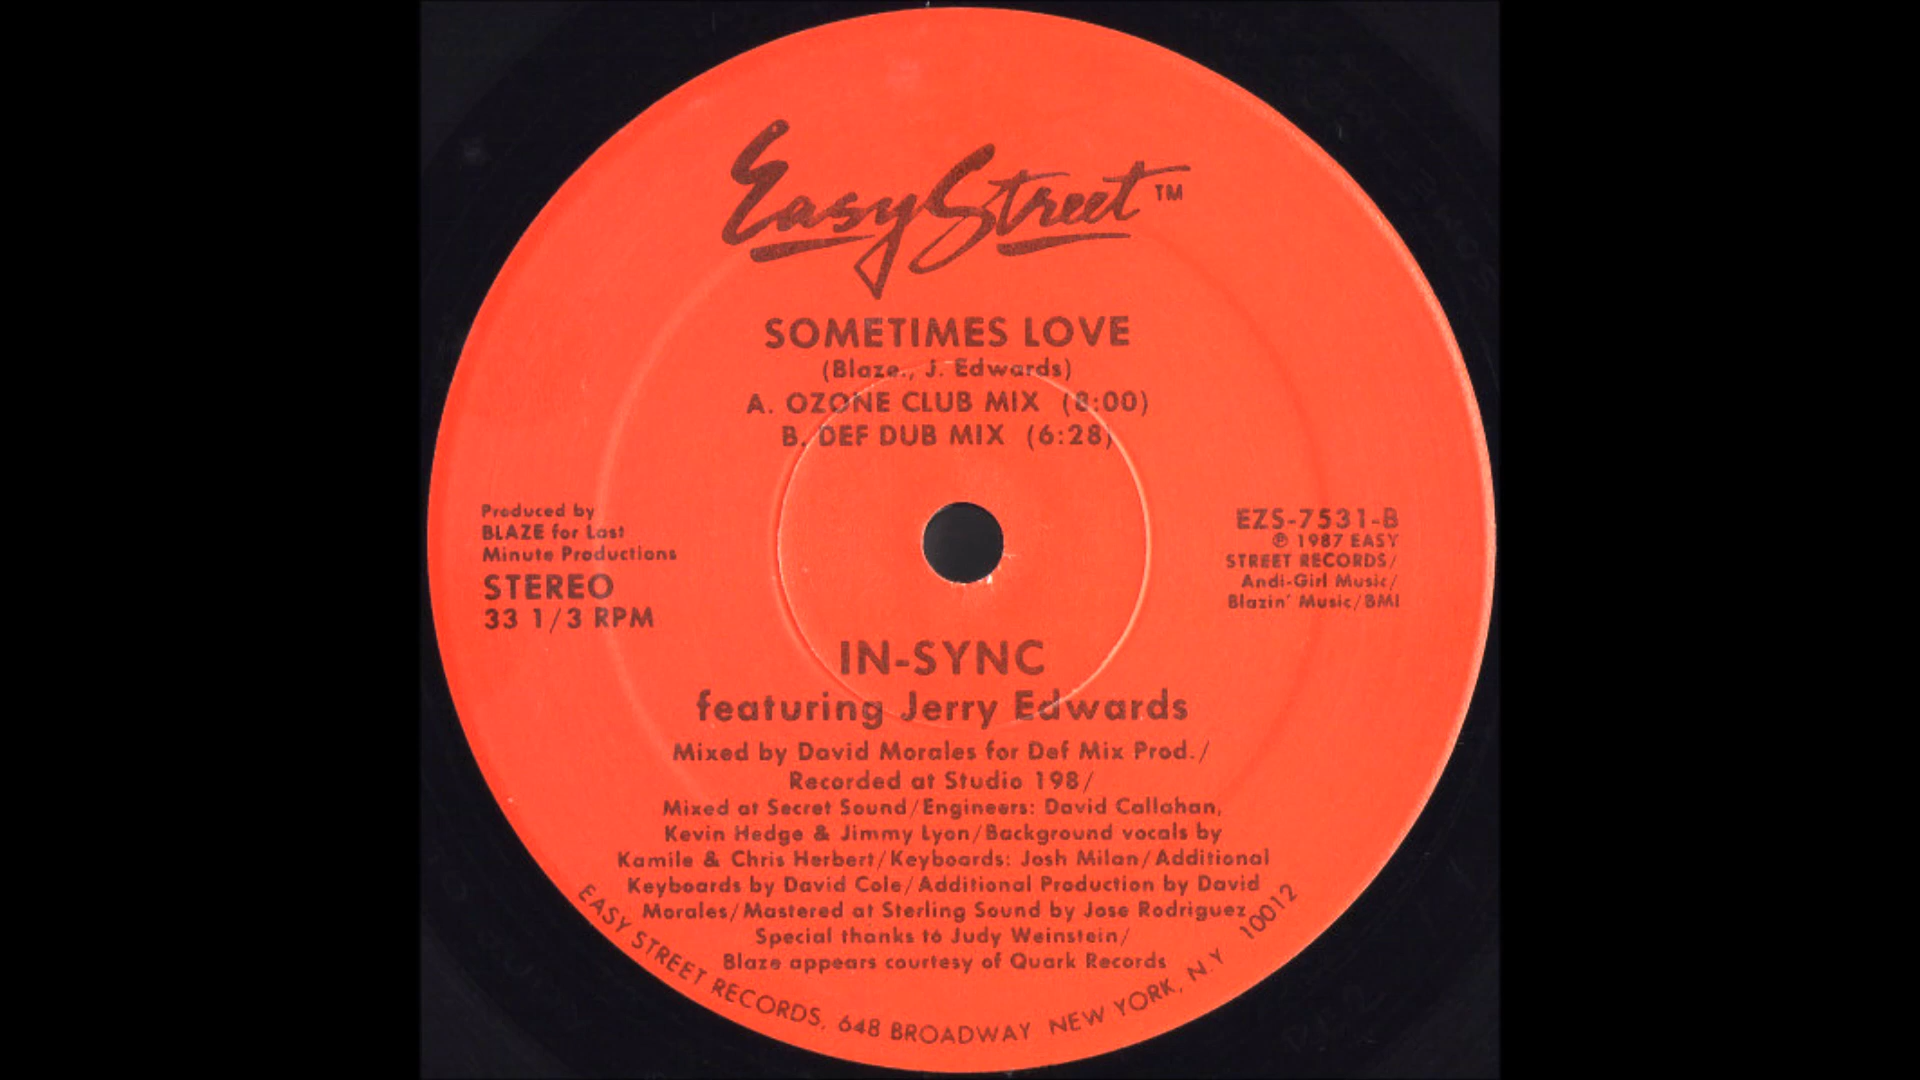 Easy Street™
SOMETIMES LOVE
(Blaze., J. Edwards)
A. OZONE CLUB MIX (8:00)
B. DEF DUB MIX (6:28)
Produced by
BLAZE for Last
Minute Productions
STEREO
33 1/3 RPM
EZS-7531-B
℗ 1987 EASY
STREET RECORDS/
Andi-Girl Music/
Blazin' Music/BMI
IN-SYNC
featuring Jerry Edwards
Mixed by David Morales for Def Mix Prod./
Recorded at Studio 198/
Mixed at Secret Sound/Engineers: David Callahan,
Kevin Hedge & Jimmy Lyon/Background vocals by
Kamile & Chris Herbert/Keyboards: Josh Milan/Additional
Keyboards by David Cole/Additional Production by David
Morales/Mastered at Sterling Sound by Jose Rodriguez
Special thanks to Judy Weinstein/
Blaze appears courtesy of Quark Records
EASY STREET RECORDS, 648 BROADWAY NEW YORK, N.Y 10012